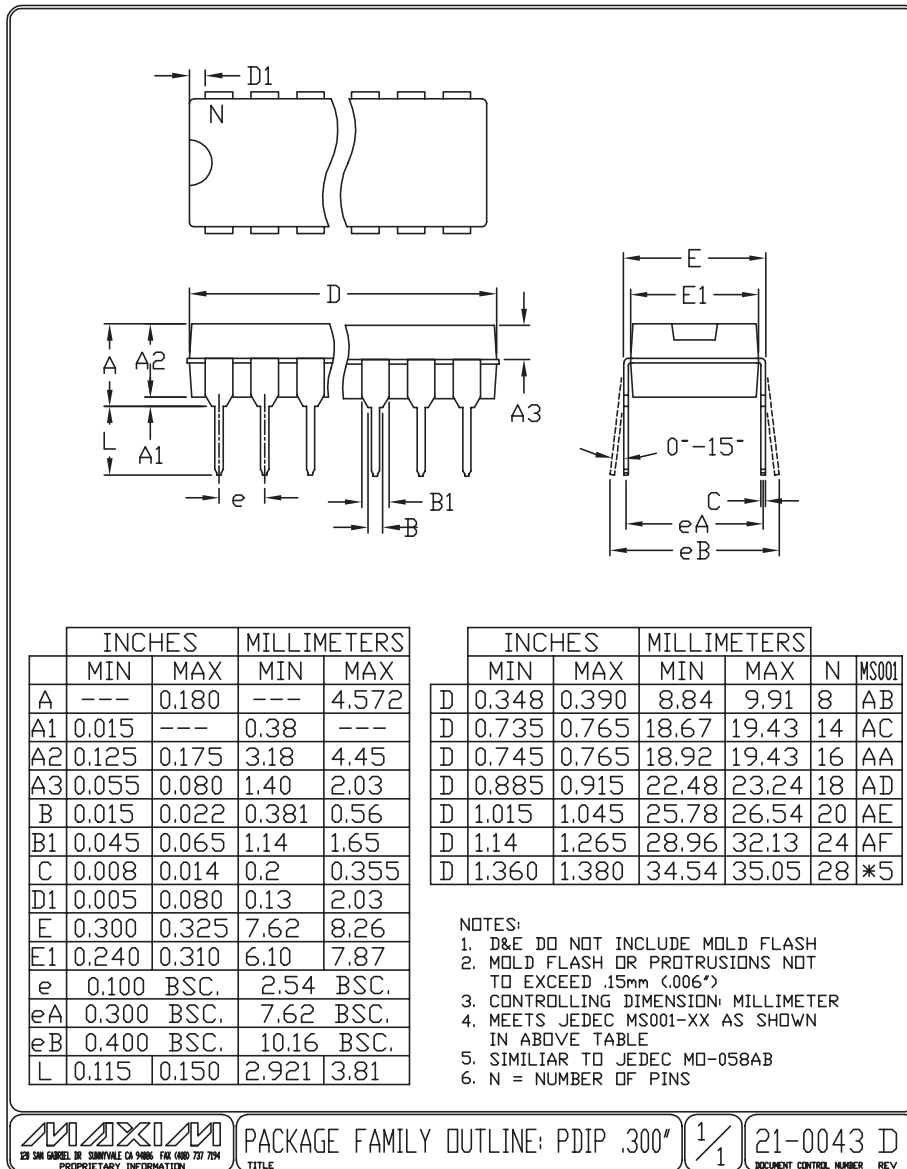 D1
N
D
E
E1
A
A2
A3
L
A1
0°-15°
e
B1
B
C
eA
eB
INCHES MILLIMETERS
MIN MAX MIN MAX
A --- 0.180 --- 4.572
A1 0.015 --- 0.38 ---
A2 0.125 0.175 3.18 4.45
A3 0.055 0.080 1.40 2.03
B 0.015 0.022 0.381 0.56
B1 0.045 0.065 1.14 1.65
C 0.008 0.014 0.2 0.355
D1 0.005 0.080 0.13 2.03
E 0.300 0.325 7.62 8.26
E1 0.240 0.310 6.10 7.87
e 0.100 BSC. 2.54 BSC.
eA 0.300 BSC. 7.62 BSC.
eB 0.400 BSC. 10.16 BSC.
L 0.115 0.150 2.921 3.81
INCHES MILLIMETERS
MIN MAX MIN MAX N MS001
D 0.348 0.390 8.84 9.91 8 AB
D 0.735 0.765 18.67 19.43 14 AC
D 0.745 0.765 18.92 19.43 16 AA
D 0.885 0.915 22.48 23.24 18 AD
D 1.015 1.045 25.78 26.54 20 AE
D 1.14 1.265 28.96 32.13 24 AF
D 1.360 1.380 34.54 35.05 28 *5
NOTES:
1. D&E DO NOT INCLUDE MOLD FLASH
2. MOLD FLASH OR PROTRUSIONS NOT
TO EXCEED .15mm (.006")
3. CONTROLLING DIMENSION: MILLIMETER
4. MEETS JEDEC MS001-XX AS SHOWN
IN ABOVE TABLE
5. SIMILIAR TO JEDEC MO-058AB
6. N = NUMBER OF PINS
MAXIM
120 SAN GABRIEL DR SUNNYVALE CA 94086 FAX (408) 737 7194
PROPRIETARY INFORMATION
PACKAGE FAMILY OUTLINE: PDIP .300"
TITLE
1/1
21-0043 D
DOCUMENT CONTROL NUMBER REV